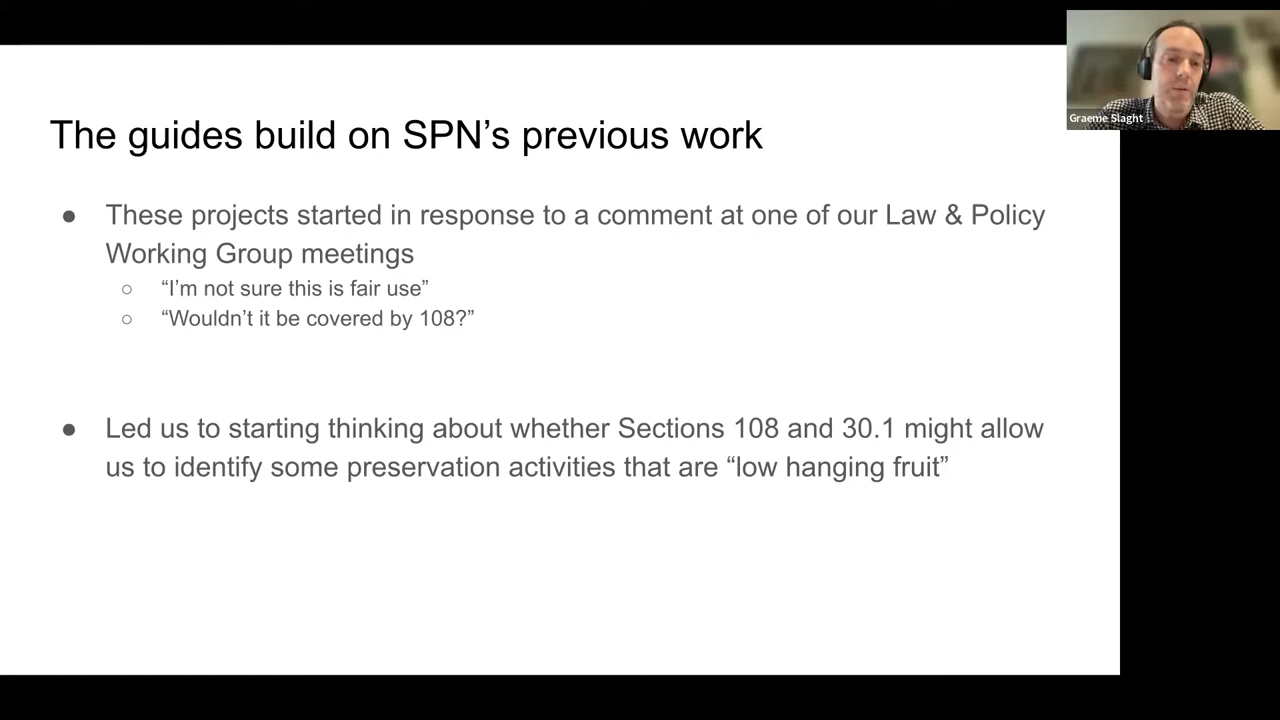 The guides build on SPN’s previous work
● These projects started in response to a comment at one of our Law & Policy
Working Group meetings
○ “I’m not sure this is fair use”
○ “Wouldn’t it be covered by 108?”
● Led us to starting thinking about whether Sections 108 and 30.1 might allow
us to identify some preservation activities that are “low hanging fruit”
Graeme Slaght